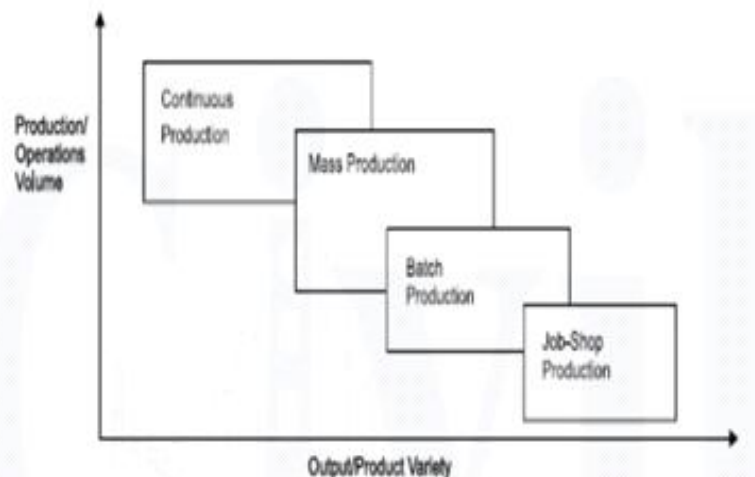 Production/
Operations
Volume
Continuous
Production
Mass Production
Batch
Production
Job-Shop
Production
Output/Product Variety